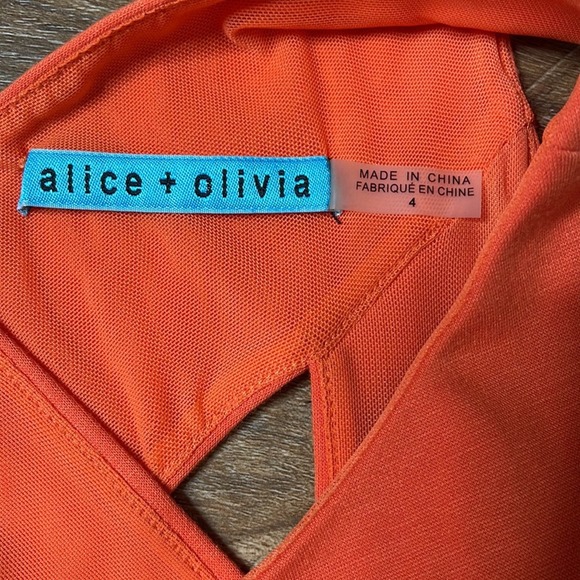 alice + olivia
MADE IN CHINA
FABRIQUÉ EN CHINE
4